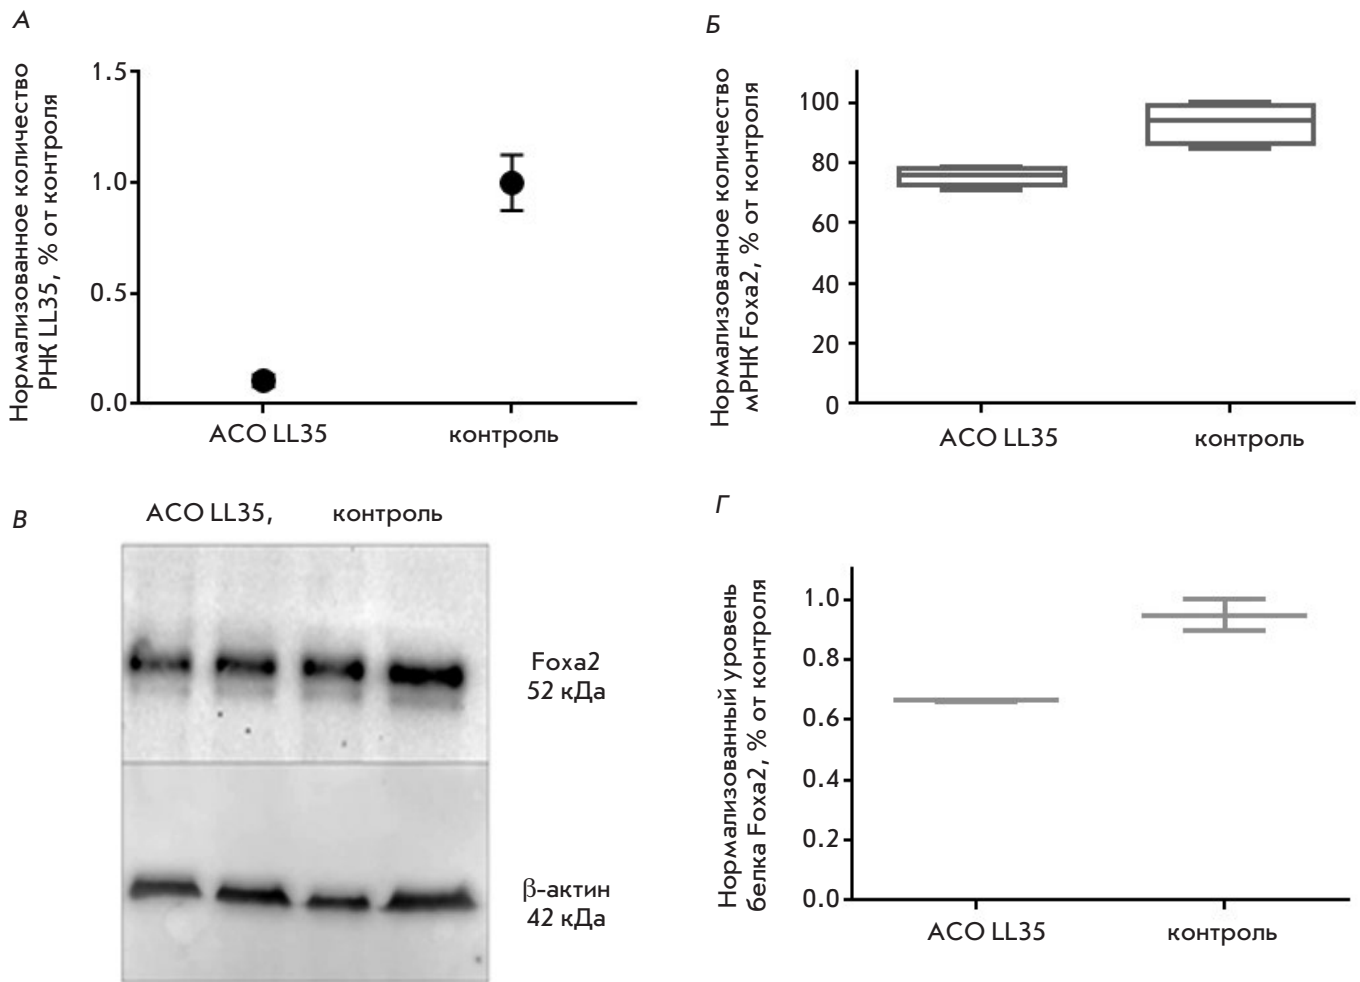 А
Нормализованное количество
РНК LL35, % от контроля
1.5
1.0
0.5
0.0
АСО LL35
контроль
Б
Нормализованное количество
мРНК Foxa2, % от контроля
100
80
60
40
20
0
АСО LL35
контроль
В
АСО LL35,
контроль
Foxa2
52 кДа
β-актин
42 кДа
Г
Нормализованный уровень
белка Foxa2, % от контроля
1.0
0.8
0.6
0.4
0.2
0.0
АСО LL35
контроль